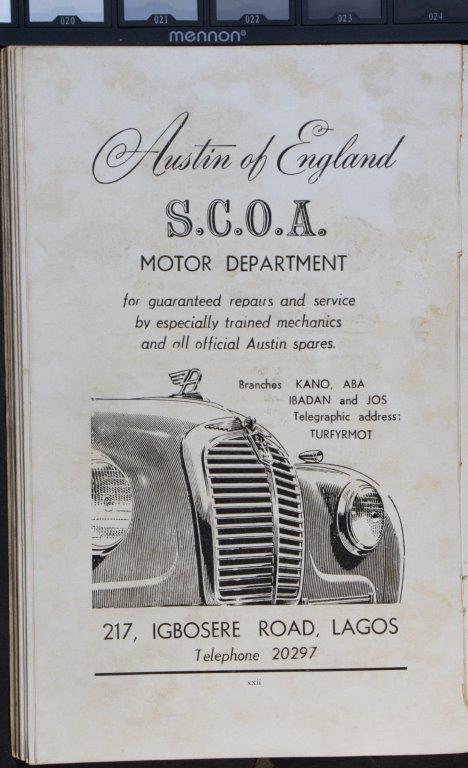 020 021 022 023 024
mennon®
Austin of England
S.C.O.A.
MOTOR DEPARTMENT
for guaranteed repairs and service
by especially trained mechanics
and all official Austin spares.
Branches KANO, ABA
IBADAN and JOS
Telegraphic address:
TURFYRMOT
217, IGBOSERE ROAD, LAGOS
Telephone 20297
xxii